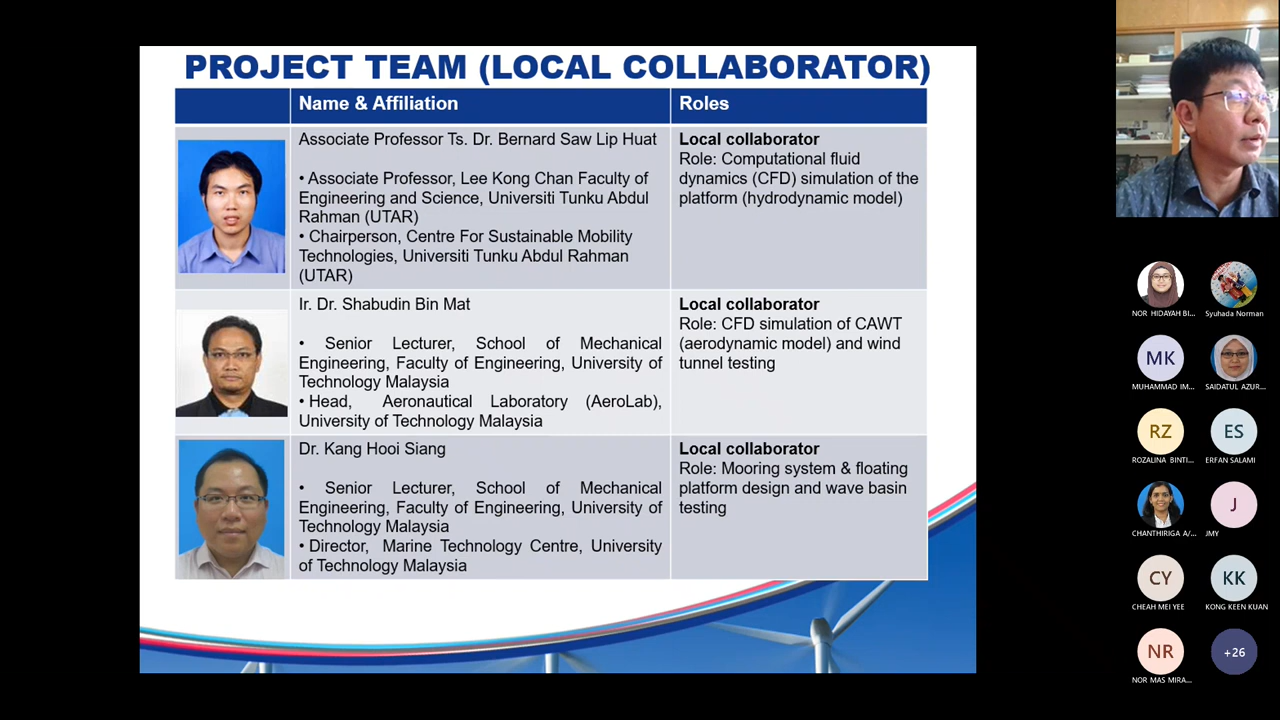 PROJECT TEAM (LOCAL COLLABORATOR)
Name & Affiliation
Roles
Associate Professor Ts. Dr. Bernard Saw Lip Huat
• Associate Professor, Lee Kong Chan Faculty of
Engineering and Science, Universiti Tunku Abdul
Rahman (UTAR)
• Chairperson, Centre For Sustainable Mobility
Technologies, Universiti Tunku Abdul Rahman
(UTAR)
Local collaborator
Role: Computational fluid
dynamics (CFD) simulation of the
platform (hydrodynamic model)
Ir. Dr. Shabudin Bin Mat
• Senior Lecturer, School of Mechanical
Engineering, Faculty of Engineering, University of
Technology Malaysia
• Head, Aeronautical Laboratory (AeroLab),
University of Technology Malaysia
Local collaborator
Role: CFD simulation of CAWT
(aerodynamic model) and wind
tunnel testing
Dr. Kang Hooi Siang
• Senior Lecturer, School of Mechanical
Engineering, Faculty of Engineering, University of
Technology Malaysia
• Director, Marine Technology Centre, University
of Technology Malaysia
Local collaborator
Role: Mooring system & floating
platform design and wave basin
testing
NOR HIDAYAH BI...
Syuhada Norman
MK
MUHAMMAD IM...
SAIDATUL AZUR...
RZ
ROZALINA BINTI...
ES
ERFAN SALAMI
CHANTHIRIGA A/...
J
JMY
CY
CHEAH MEI YEE
KK
KONG KEEN KUAN
NR
NOR MAS MIRA...
+26